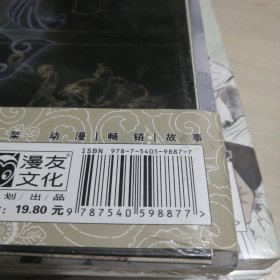 架 动 漫 | 畅 销 | 故 事
漫友
文化
ISBN 978-7-5405-9887-7
划 / 出 / 品
: 19.80 元
9 787540 598877